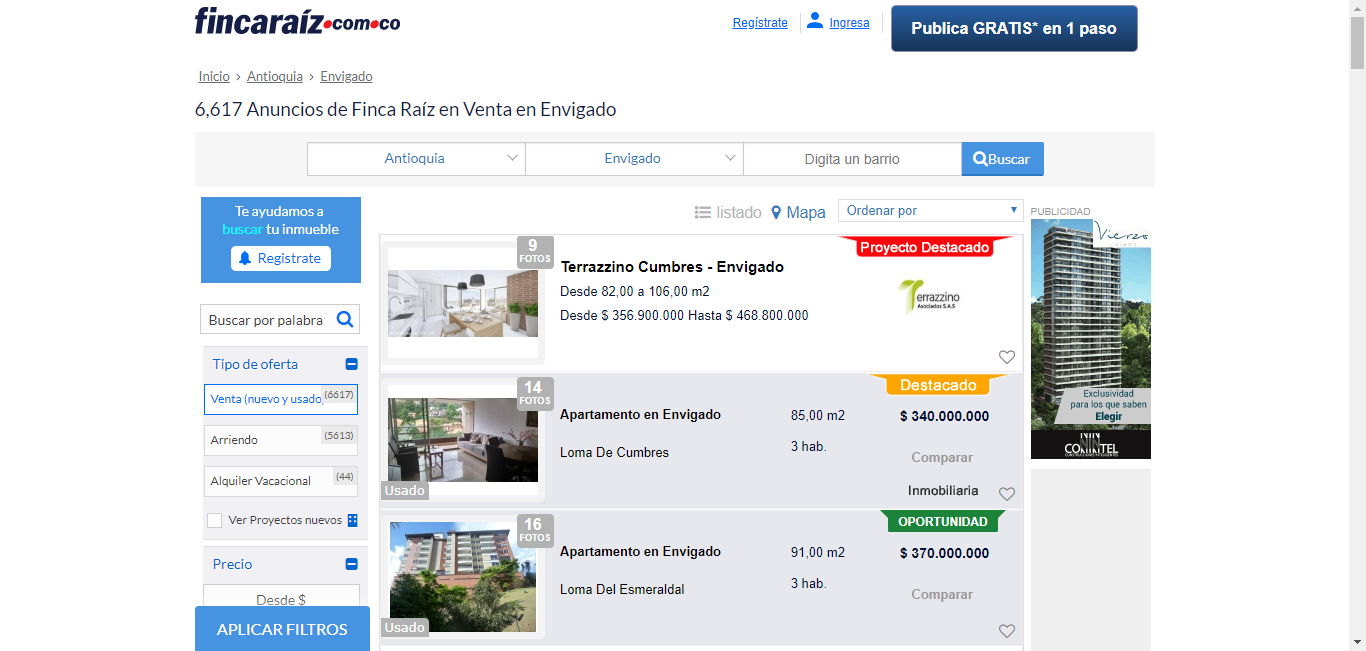 fincaraíz.com.co
Regístrate
Ingresa
Publica GRATIS* en 1 paso
Inicio > Antioquia > Envigado
6,617 Anuncios de Finca Raíz en Venta en Envigado
Antioquia
Envigado
Digita un barrio
Buscar
Te ayudamos a
buscar tu inmueble
Registrate
Buscar por palabra
Tipo de oferta
Venta (nuevo y usado)
(6617)
Arriendo
(5613)
Alquiler Vacacional
(44)
Ver Proyectos nuevos
Precio
Desde $
APLICAR FILTROS
listado
Mapa
Ordenar por
9
FOTOS
Terrazzino Cumbres - Envigado
Desde 82,00 a 106,00 m2
Desde $ 356.900.000 Hasta $ 468.800.000
Proyecto Destacado
Terrazzino
Asociados S.A.S
14
FOTOS
Usado
Apartamento en Envigado
Loma De Cumbres
85,00 m2
3 hab.
Destacado
$ 340.000.000
Comparar
Inmobiliaria
16
FOTOS
Usado
Apartamento en Envigado
Loma Del Esmeraldal
91,00 m2
3 hab.
OPORTUNIDAD
$ 370.000.000
Comparar
PUBLICIDAD
Vierzo
Exclusividad
para los que saben
Elegir
CONINTEL
CONSTRUCCIONES INTELIGENTES